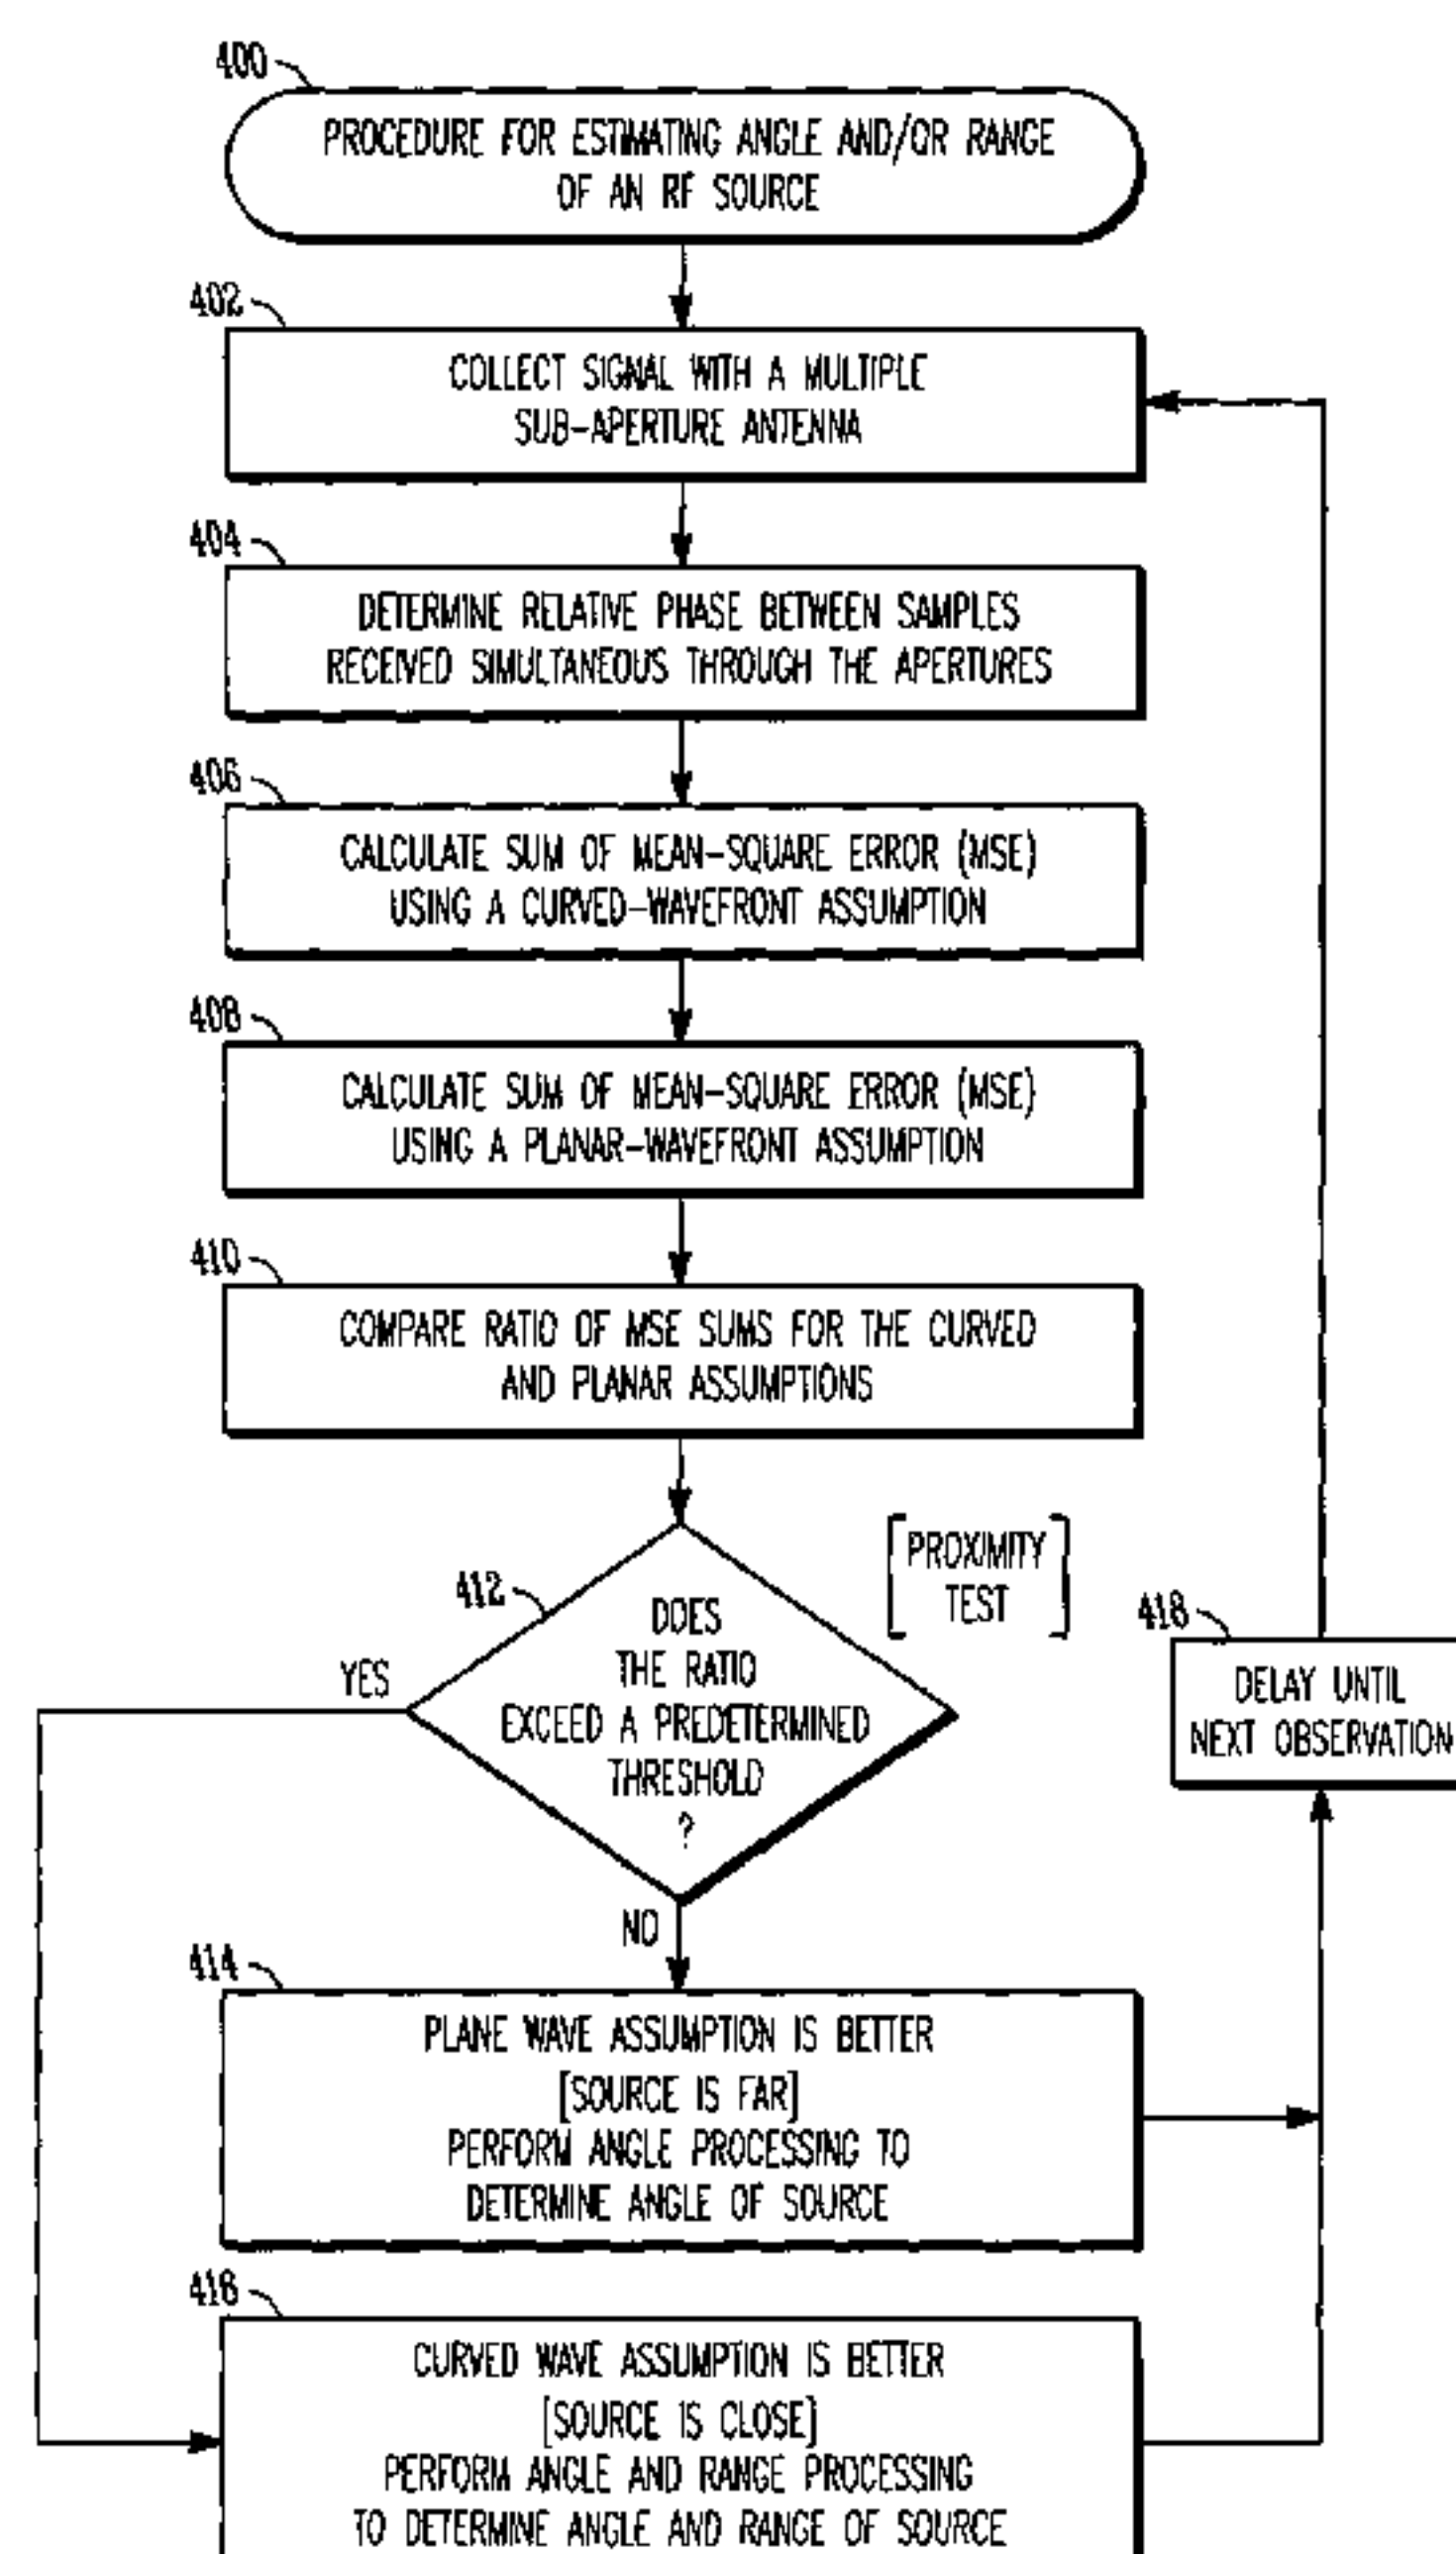 400
PROCEDURE FOR ESTIMATING ANGLE AND/OR RANGE
OF AN RF SOURCE
402
COLLECT SIGNAL WITH A MULTIPLE
SUB-APERTURE ANTENNA
404
DETERMINE RELATIVE PHASE BETWEEN SAMPLES
RECEIVED SIMULTANEOUS THROUGH THE APERTURES
406
CALCULATE SUM OF MEAN-SQUARE ERROR (MSE)
USING A CURVED-WAVEFRONT ASSUMPTION
408
CALCULATE SUM OF MEAN-SQUARE ERROR (MSE)
USING A PLANAR-WAVEFRONT ASSUMPTION
410
COMPARE RATIO OF MSE SUMS FOR THE CURVED
AND PLANAR ASSUMPTIONS
412
DOES
THE RATIO
EXCEED A PREDETERMINED
THRESHOLD
?
[PROXIMITY
TEST]
YES
NO
418
DELAY UNTIL
NEXT OBSERVATION
414
PLANE WAVE ASSUMPTION IS BETTER
[SOURCE IS FAR]
PERFORM ANGLE PROCESSING TO
DETERMINE ANGLE OF SOURCE
416
CURVED WAVE ASSUMPTION IS BETTER
[SOURCE IS CLOSE]
PERFORM ANGLE AND RANGE PROCESSING
TO DETERMINE ANGLE AND RANGE OF SOURCE